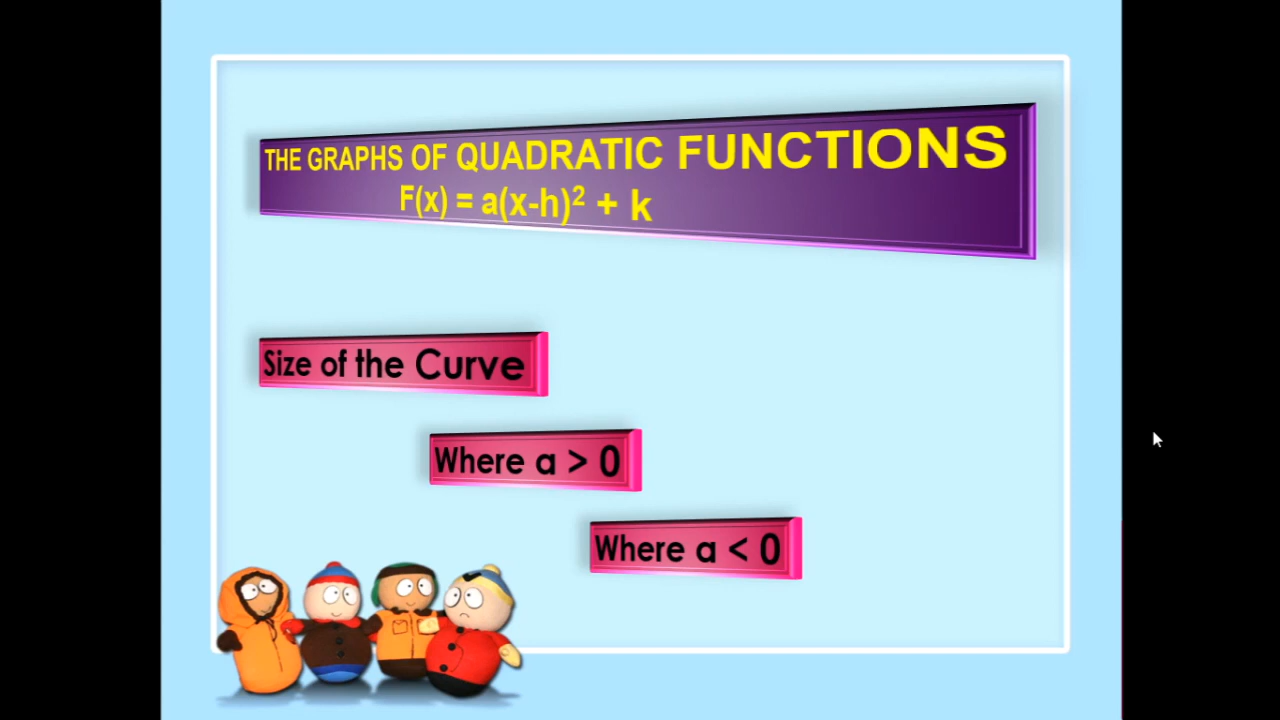 THE GRAPHS OF QUADRATIC FUNCTIONS
F(x) = a(x-h)² + k
Size of the Curve
Where a > 0
Where a < 0